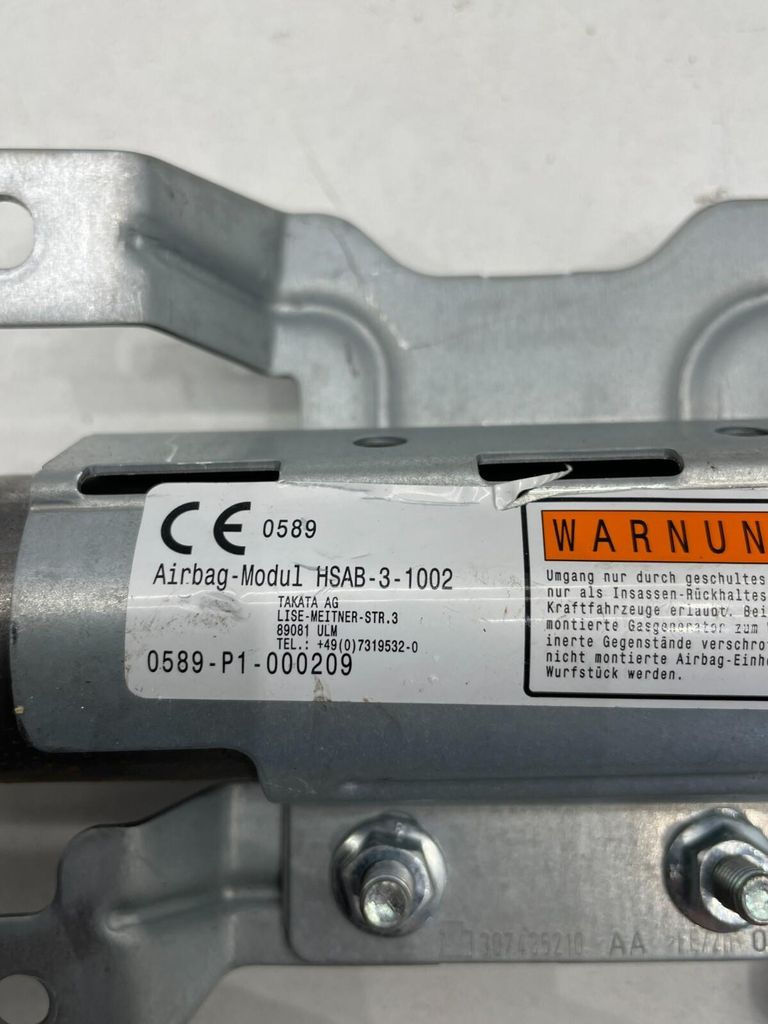 CE 0589
Airbag-Modul HSAB-3-1002
TAKATA AG
LISE-MEITNER-STR.3
89081 ULM
TEL.: +49(0)7319532-0
0589-P1-000209
WARNUN
Umgang nur durch geschultes
nur als Insassen-Rückhaltes
Kraftfahrzeuge erlaubt. Bei
montierte Gasgenerator zum
inerte Gegenstände verschro
nicht montierte Airbag-Einhe
Wurfstück werden.
AA